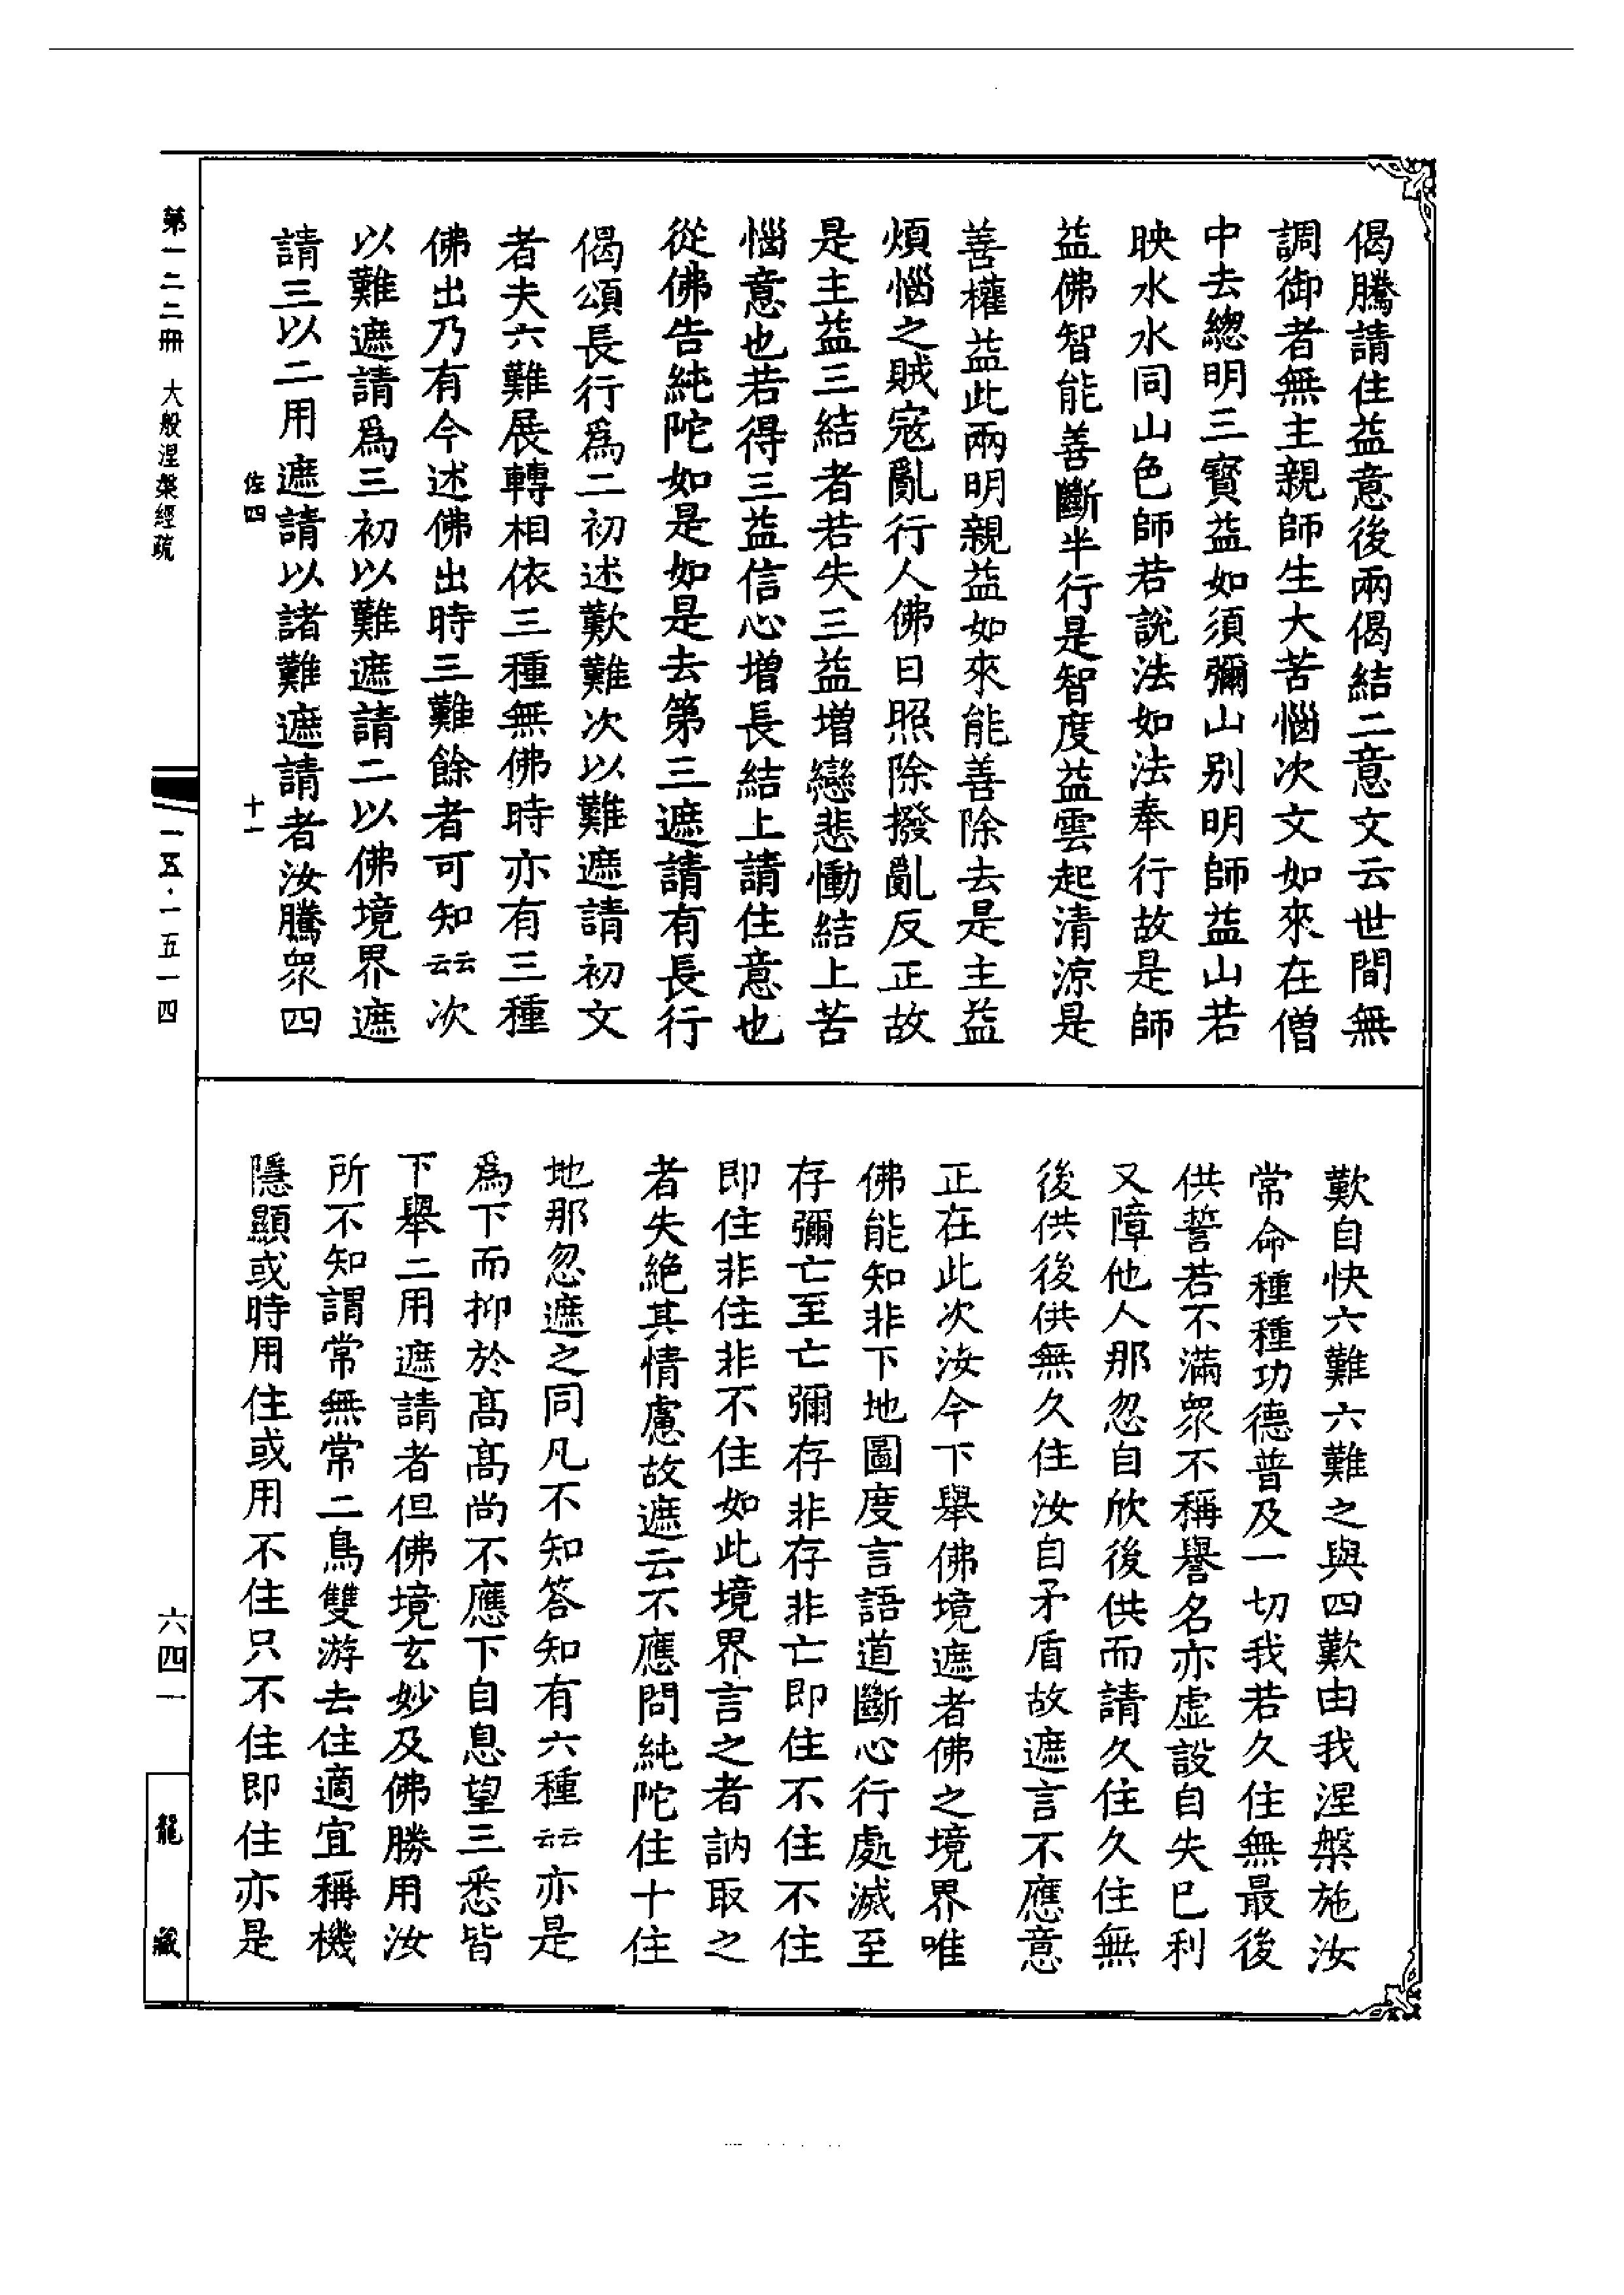 偈騰請住益意後兩偈結二意文云世間無
調御者無主親師生大苦惱次文如來在僧
中去總明三寳益如須彌山別明師益山若
映水水同山色師若說法如法奉行故是師
益佛智能善斷半行是智度益雲起清涼是
善權益此兩明親益如來能善除去是主益
煩惱之賊寇亂行人佛日照除撥亂反正故
是主益三結者若失三益增戀悲慟結上苦
惱意也若得三益信心增長結上請住意也
從佛告純陀如是如是去第三遮請有長行
偈頌長行爲二初述歎難次以難遮請初文
者夫六難展轉相依三種無佛時亦有三種
佛出乃有今述佛出時三難餘者可知云云次
以難遮請爲三初以難遮請二以佛境界遮
請三以二用遮請以諸難遮請者汝騰衆四
佐四
十一
歎自快六難六難之與四歎由我涅槃施汝
常命種種功德普及一切我若久住無最後
供誓若不滿衆不稱譽名亦虛設自失巳利
又障他人那忽自欣後供而請久住久住無
後供後供無久住汝自矛盾故遮言不應意
正在此次汝今下舉佛境遮者佛之境界唯
佛能知非下地圖度言語道斷心行處滅至
存彌亡至亡彌存非存非亡即住不住不住
即住非住非不住如此境界言之者訥取之
者失絕其情慮故遮云不應問純陀住十住
地那忽遮之同凡不知答知有六種云云亦是
爲下而抑於高高尚不應下自息望三悉皆
下舉二用遮請者但佛境玄妙及佛勝用汝
所不知謂常無常二鳥雙游去住適宜稱機
隱顯或時用住或用不住只不住即住亦是
第一二二冊 大般涅槃經疏
一五·一五一四
六四一
龍藏